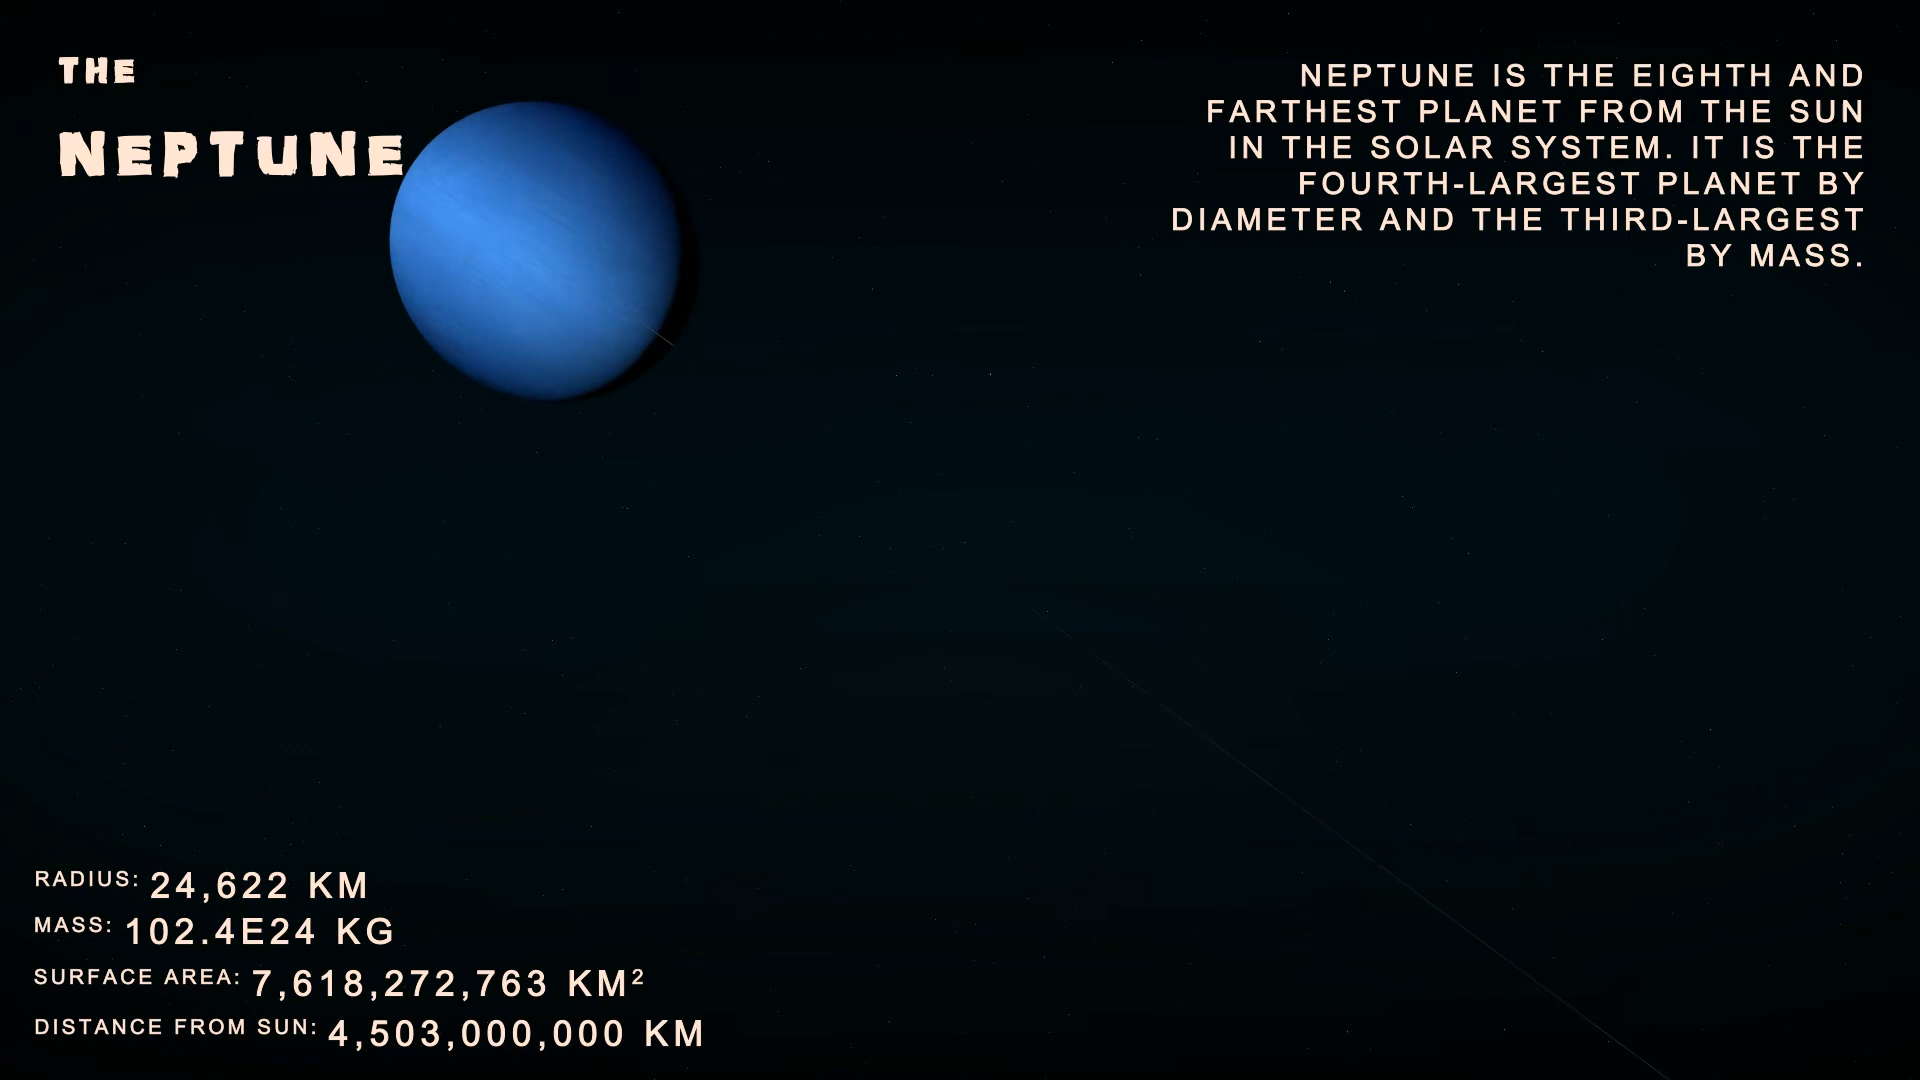 THE
NEPTUNE
NEPTUNE IS THE EIGHTH AND
FARTHEST PLANET FROM THE SUN
IN THE SOLAR SYSTEM. IT IS THE
FOURTH-LARGEST PLANET BY
DIAMETER AND THE THIRD-LARGEST
BY MASS.
RADIUS: 24,622 KM
MASS: 102.4E24 KG
SURFACE AREA: 7,618,272,763 KM²
DISTANCE FROM SUN: 4,503,000,000 KM